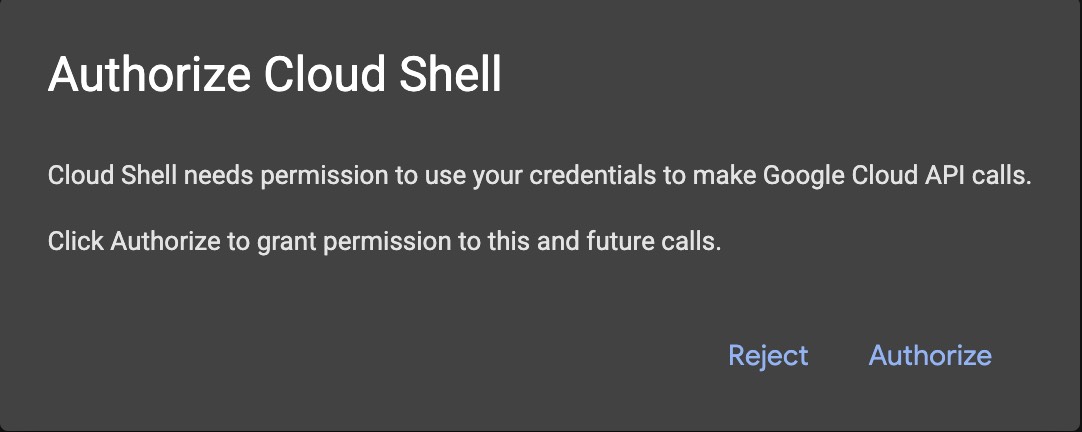 Authorize Cloud Shell
Cloud Shell needs permission to use your credentials to make Google Cloud API calls.
Click Authorize to grant permission to this and future calls.
Reject Authorize